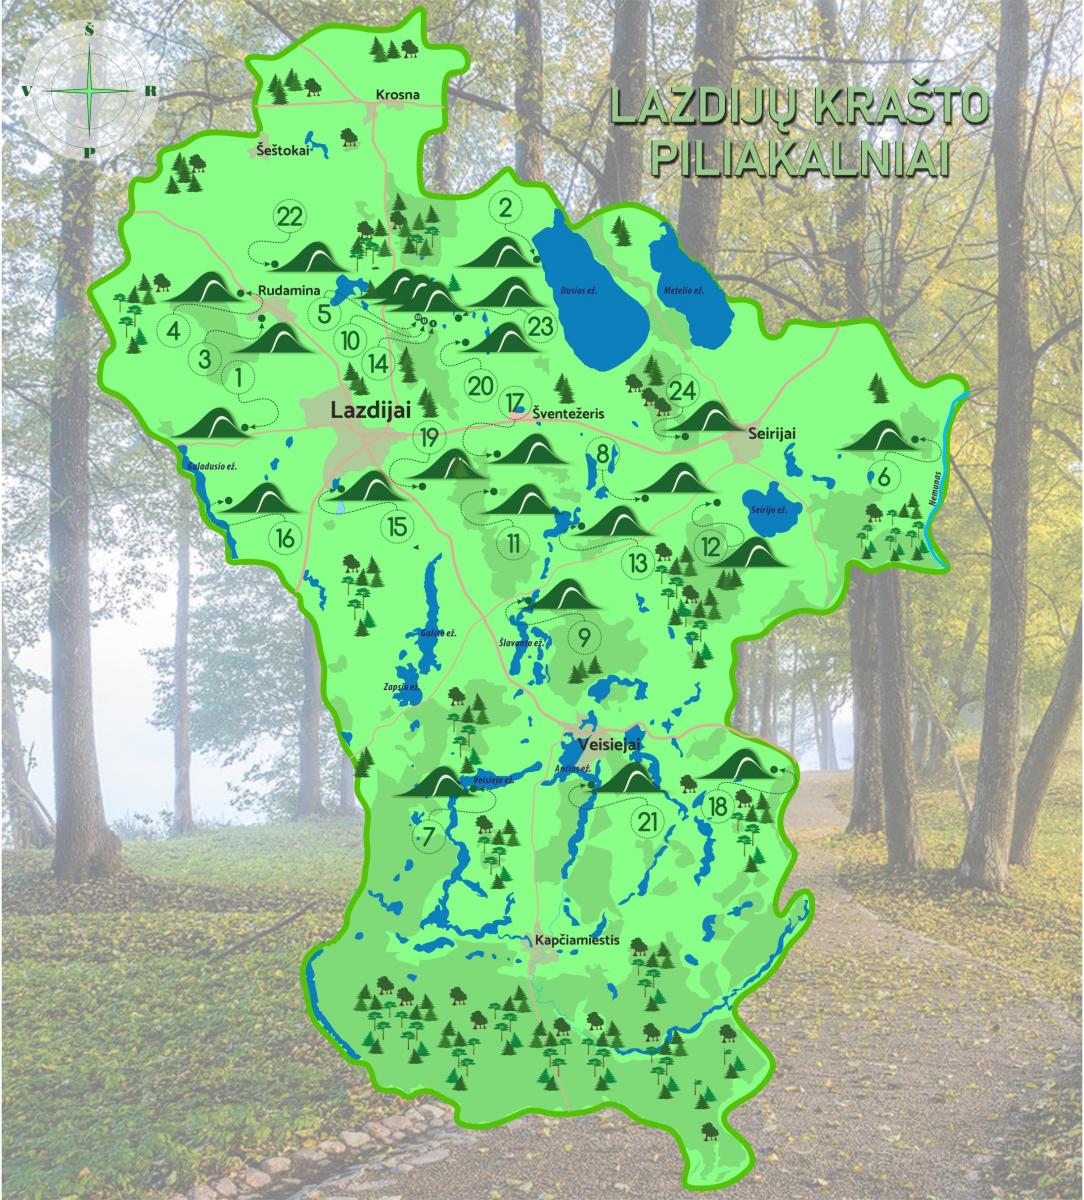 Š
V
R
P
LAZDIJŲ KRAŠTO
PILIAKALNIAI
Krosna
Šeštokai
22
2
Dusios ež.
Metelio ež.
Rudamina
5
4
3
1
10
14
23
20
24
17
Lazdijai
Šventežeris
Seirijai
19
8
6
Galadusio ež.
Nemunas
Seirijo ež.
16
15
11
13
12
9
Galsto ež.
Šlavanto ež.
Zapsio ež.
Veisiejai
Ančios ež.
Veisiejo ež.
7
21
18
Kapčiamiestis